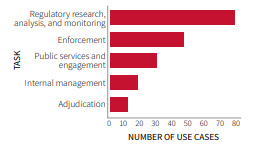 Regulatory research,
analysis, and monitoring
Enforcement
Public services and
engagement
Internal management
Adjudication
TASK
0 10 20 30 40 50 60 70 80
NUMBER OF USE CASES